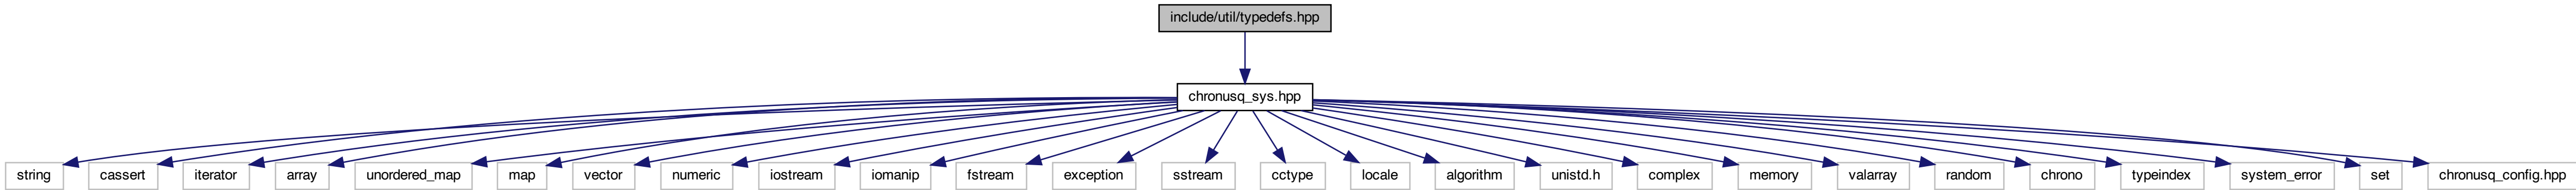 include/util/typedefs.hpp
chronusq_sys.hpp
string
cassert
iterator
array
unordered_map
map
vector
numeric
iostream
iomanip
fstream
exception
sstream
cctype
locale
algorithm
unistd.h
complex
memory
valarray
random
chrono
typeindex
system_error
set
chronusq_config.hpp